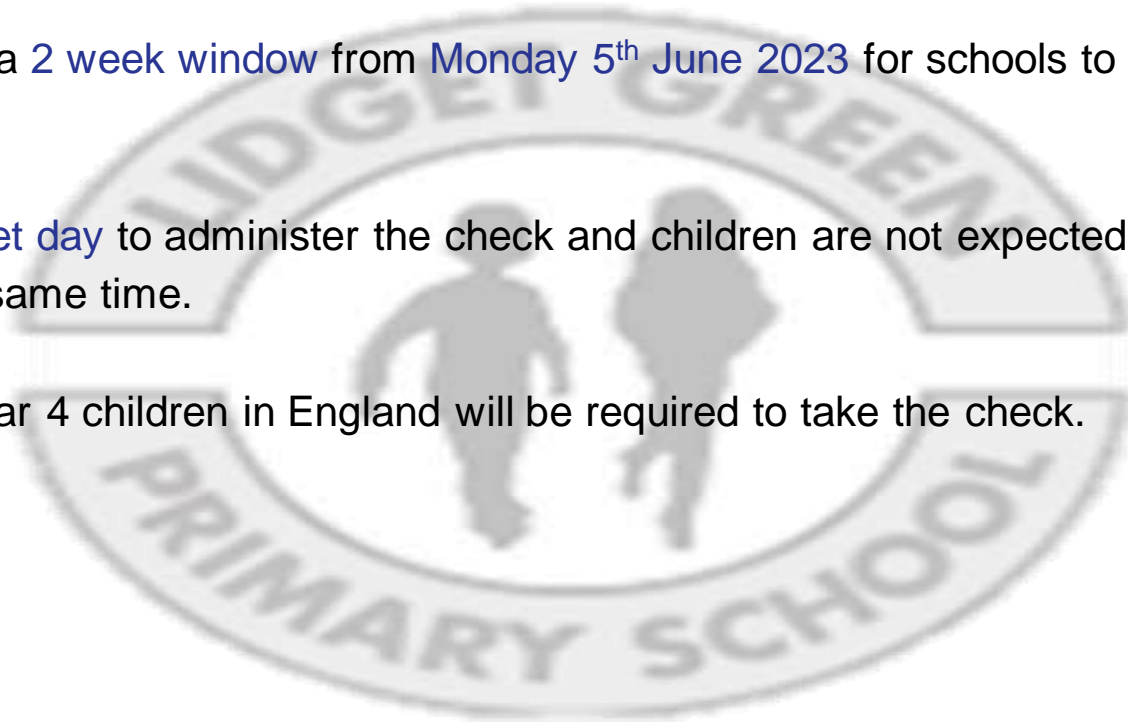 a 2 week window from Monday 5th June 2023 for schools to
et day to administer the check and children are not expected
same time.
ar 4 children in England will be required to take the check.
LIDGET GREEN
PRIMARY SCHOOL